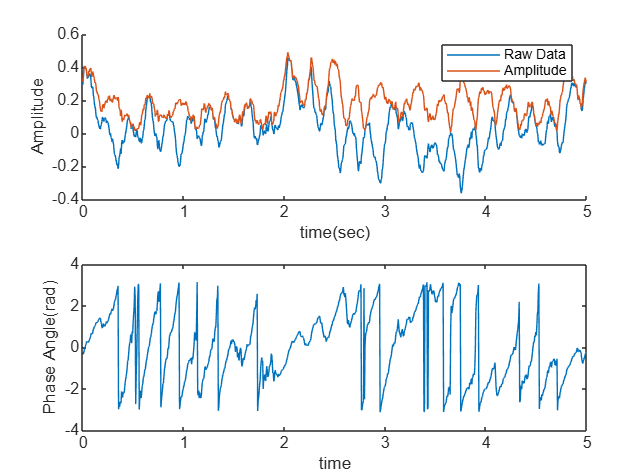 0.6
0.4
0.2
0
-0.2
-0.4
Amplitude
Raw Data
Amplitude
0 1 2 3 4 5
time(sec)
4
2
0
-2
-4
Phase Angle(rad)
0 1 2 3 4 5
time